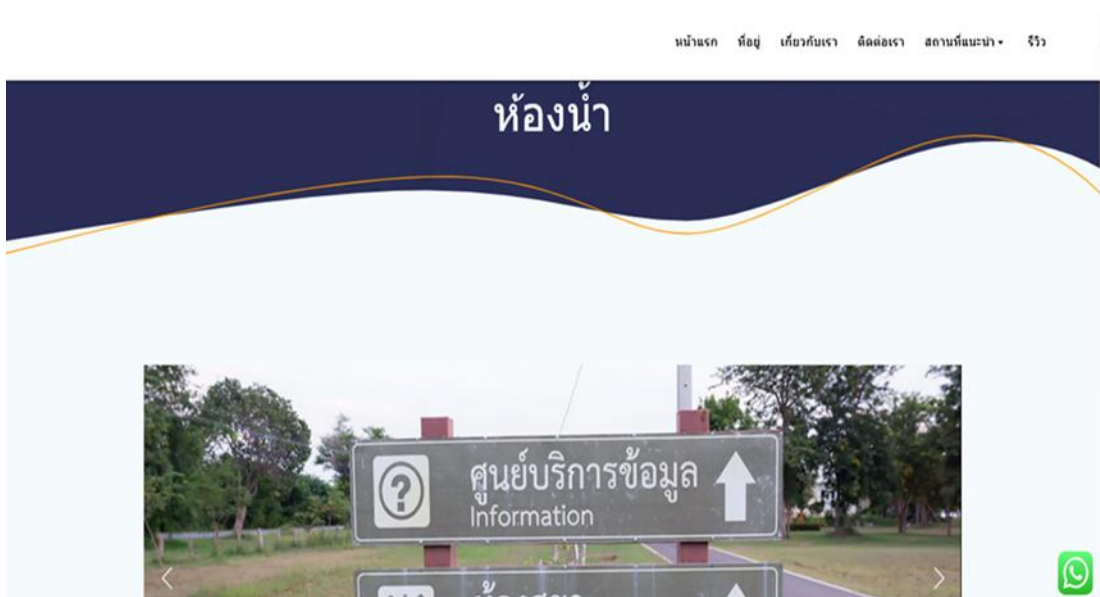 หน้าแรก ที่อยู่ เกี่ยวกับเรา ติดต่อเรา สถานที่แนะนำ รีวิว
ห้องน้ำ
ศูนย์บริการข้อมูล
Information